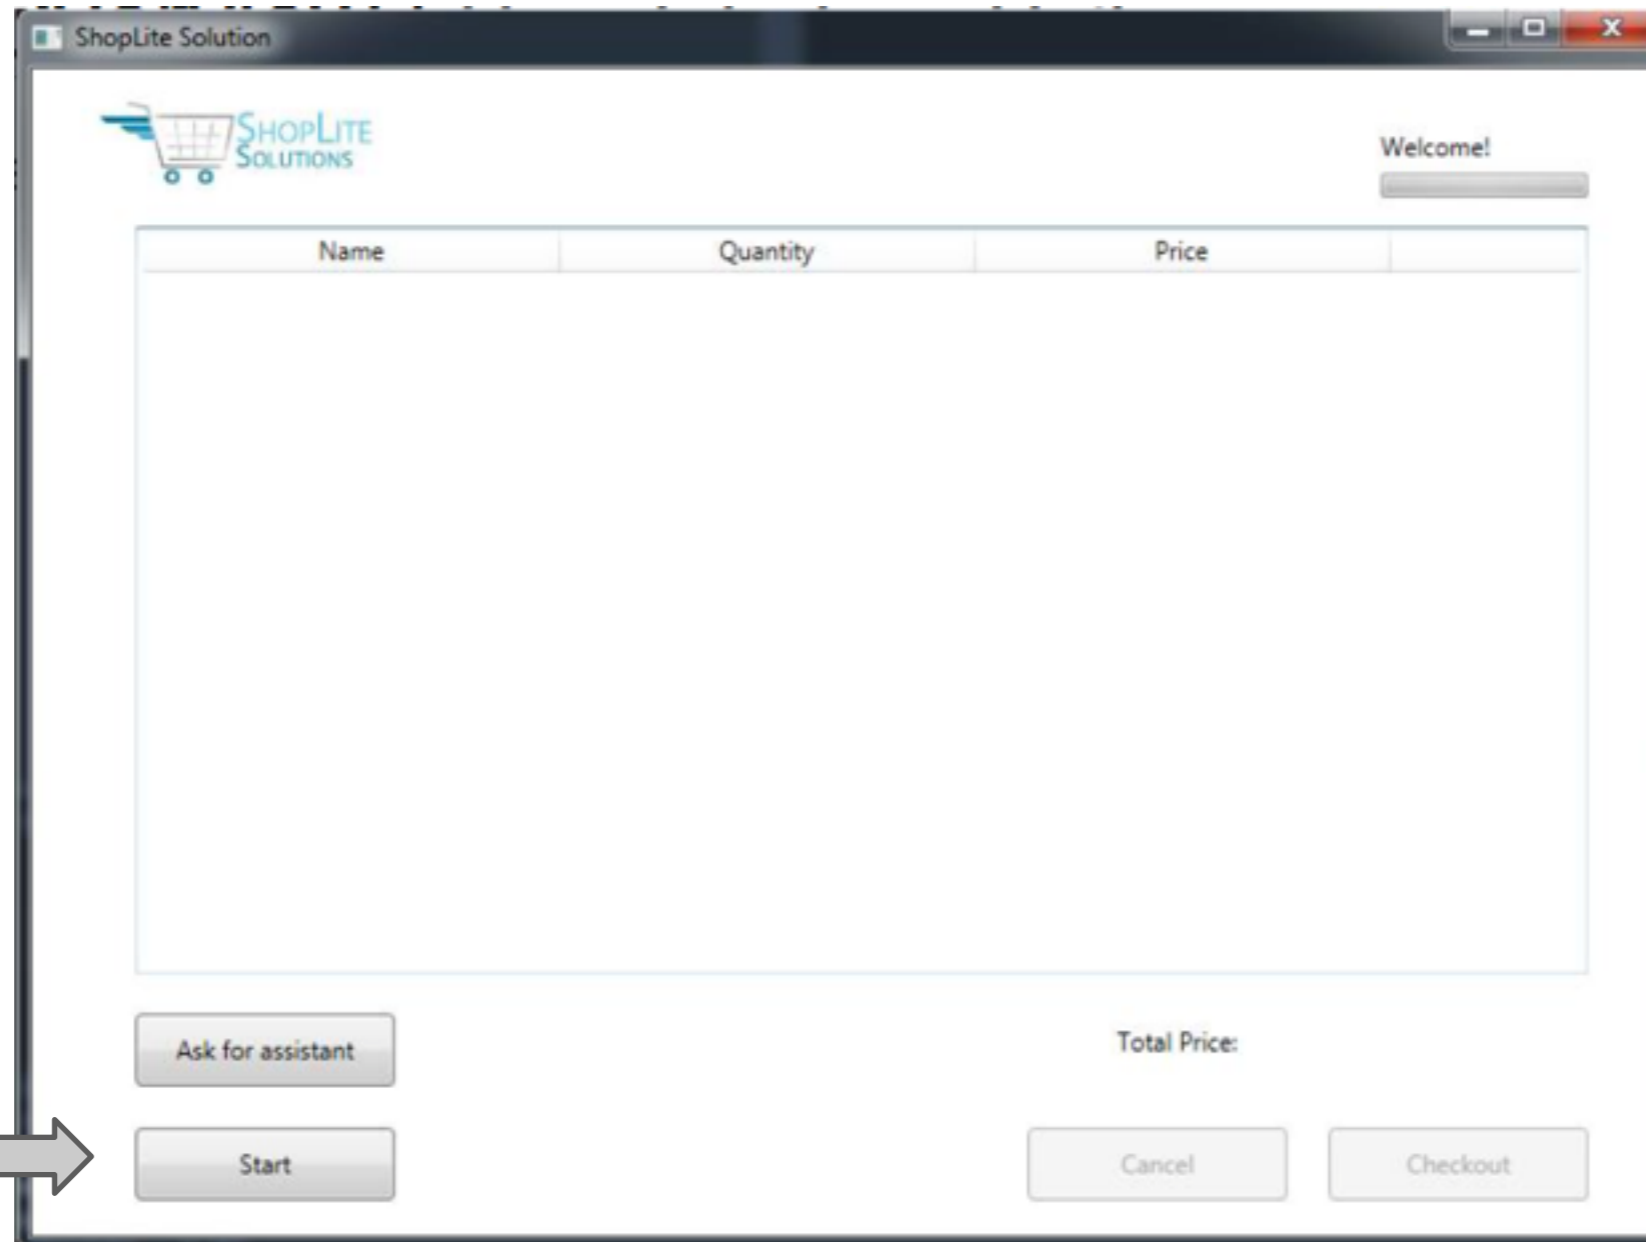 ShopLite Solution
SHOPLITE
SOLUTIONS
Welcome!
Name Quantity Price
Ask for assistant
Total Price:
Start
Cancel
Checkout